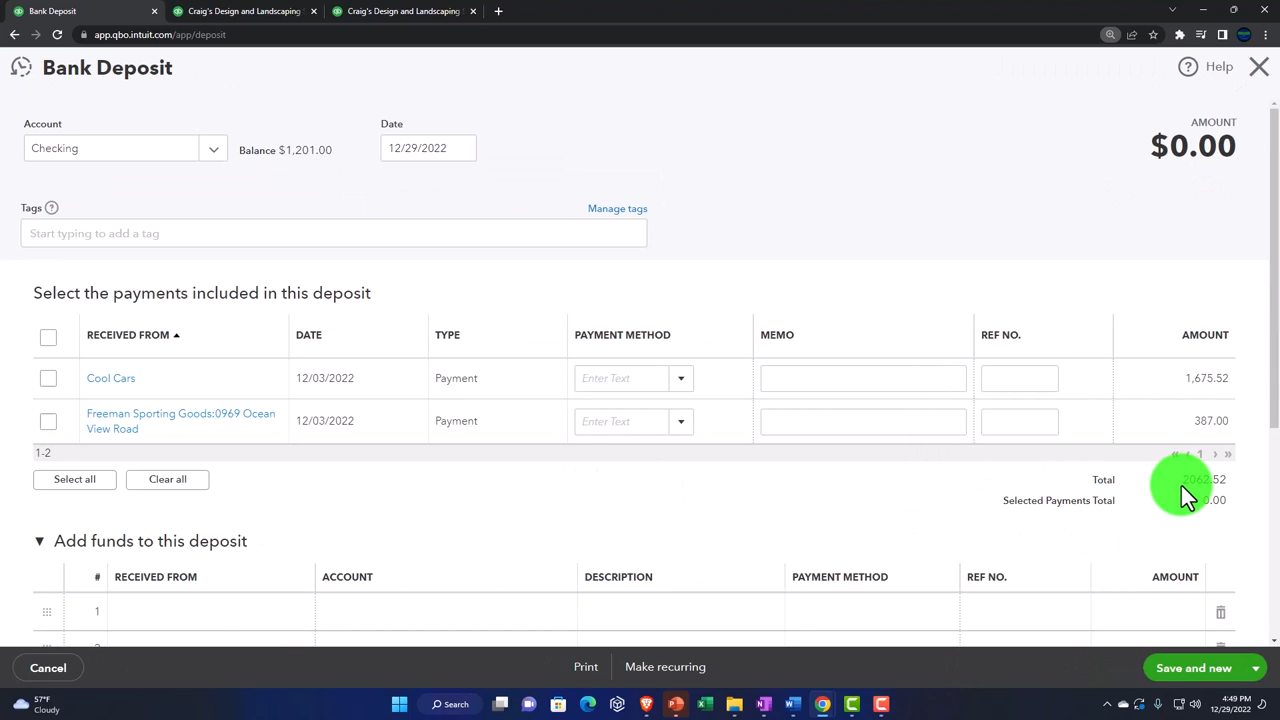 Bank Deposit
Craig's Design and Landscaping
Craig's Design and Landscaping
app.qbo.intuit.com/app/deposit
Bank Deposit
Help
Account
Date
AMOUNT
Checking
Balance $1,201.00
12/29/2022
$0.00
Tags
Manage tags
Start typing to add a tag
Select the payments included in this deposit
RECEIVED FROM DATE TYPE PAYMENT METHOD MEMO REF NO. AMOUNT
Cool Cars 12/03/2022 Payment Enter Text 1,675.52
Freeman Sporting Goods:0969 Ocean View Road 12/03/2022 Payment Enter Text 387.00
1-2
1
Select all
Clear all
Total 2062.52
Selected Payments Total 0.00
Add funds to this deposit
# RECEIVED FROM ACCOUNT DESCRIPTION PAYMENT METHOD REF NO. AMOUNT
1
Cancel
Print
Make recurring
Save and new
57°F
Cloudy
Search
4:49 PM
12/29/2022